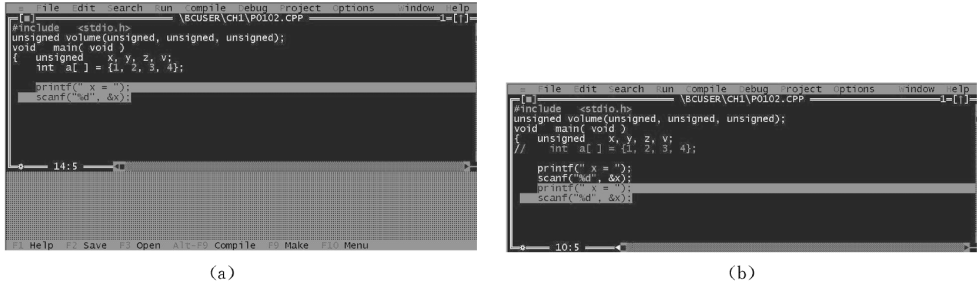 ≡ File Edit Search Run Compile Debug Project Options Window Help
\BCUSER\CH1\PO102.CPP 1=[↑]
#include <stdio.h>
unsigned volume(unsigned, unsigned, unsigned);
void main( void )
{ unsigned x, y, z, v;
int a[ ] = {1, 2, 3, 4};
printf(" x = ");
scanf("%d", &x);
14:5
F1 Help F2 Save F3 Open Alt-F9 Compile F9 Make F10 Menu
(a)
≡ File Edit Search Run Compile Debug Project Options Window Help
\BCUSER\CH1\PO102.CPP 1=[↑]
#include <stdio.h>
unsigned volume(unsigned, unsigned, unsigned);
void main( void )
{ unsigned x, y, z, v;
// int a[ ] = {1, 2, 3, 4};
printf(" x = ");
scanf("%d", &x);
printf(" x = ");
scanf("%d", &x);
10:5
(b)